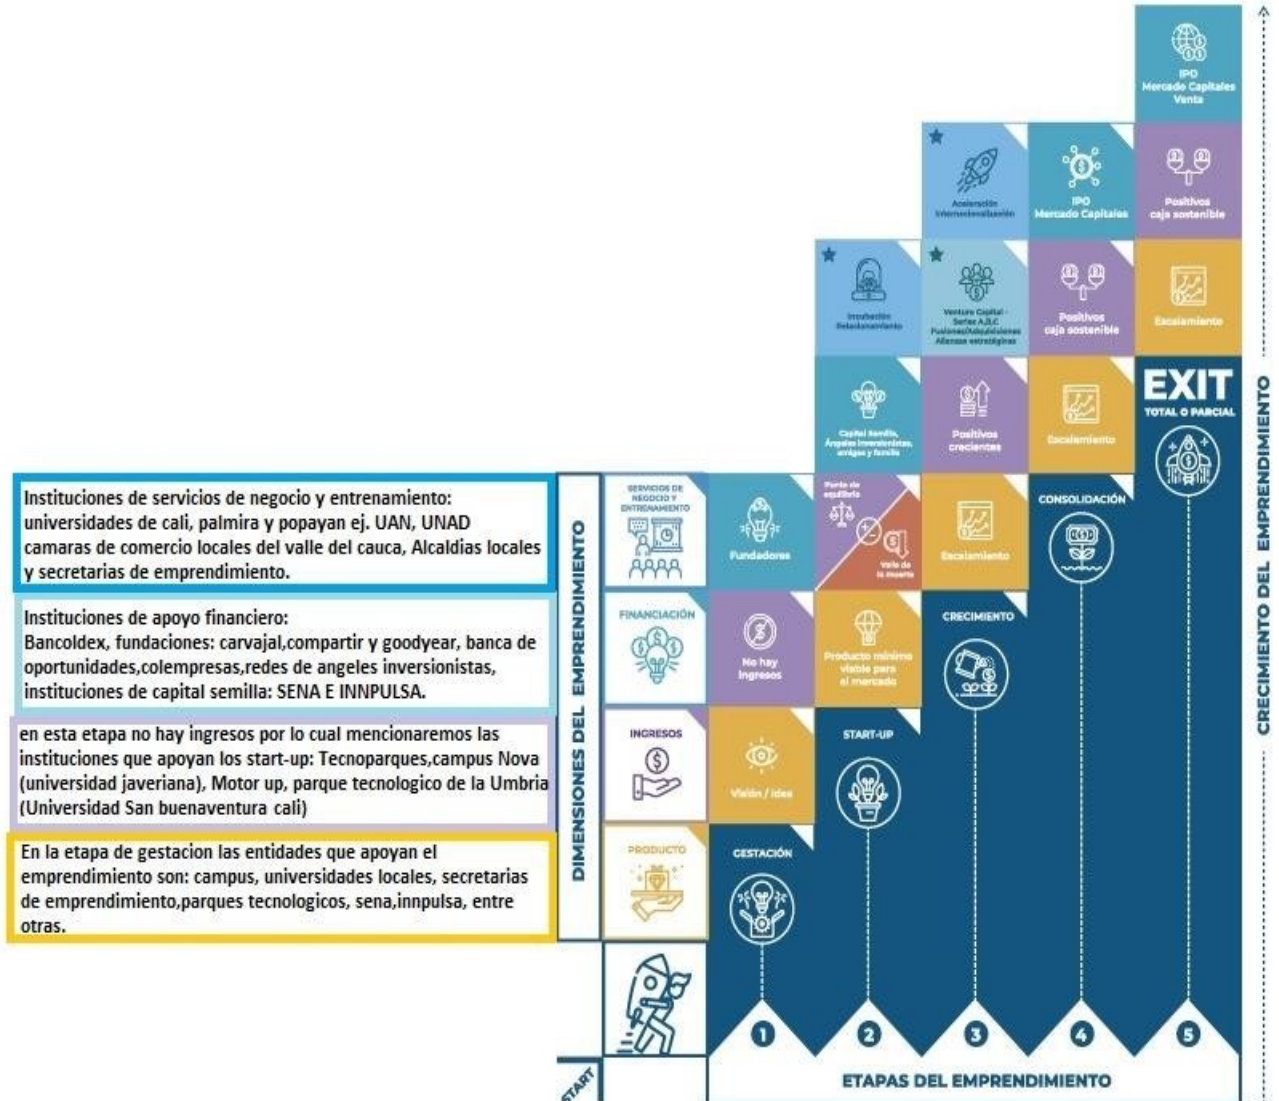 IPO
Mercado Capitales
Venta
Aceleración
Internacionalización
IPO
Mercado Capitales
Positivos
caja sostenible
Incubación
Relacionamiento
Venture Capital -
Series A,B,C
Fusiones/Adquisiciones
Alianzas estratégicas
Positivos
caja sostenible
Escalamiento
Capital Semilla,
Ángeles Inversionistas,
amigos y familia
Positivos
crecientes
Escalamiento
EXIT
TOTAL O PARCIAL
Instituciones de servicios de negocio y entrenamiento:
universidades de cali, palmira y popayan ej. UAN, UNAD
camaras de comercio locales del valle del cauca, Alcaldias locales
y secretarias de emprendimiento.
Instituciones de apoyo financiero:
Bancoldex, fundaciones: carvajal,compartir y goodyear, banca de
oportunidades,colempresas,redes de angeles inversionistas,
instituciones de capital semilla: SENA E INNPULSA.
en esta etapa no hay ingresos por lo cual mencionaremos las
instituciones que apoyan los start-up: Tecnoparques,campus Nova
(universidad javeriana), Motor up, parque tecnologico de la Umbria
(Universidad San buenaventura cali)
En la etapa de gestacion las entidades que apoyan el
emprendimiento son: campus, universidades locales, secretarias
de emprendimiento,parques tecnologicos, sena,innpulsa, entre
otras.
DIMENSIONES DEL EMPRENDIMIENTO
SERVICIOS DE
NEGOCIO Y
ENTRENAMIENTO
Fundadores
Punto de
equilibrio
Valle de
la muerte
Escalamiento
CONSOLIDACIÓN
FINANCIACIÓN
No hay
Ingresos
Producto mínimo
viable para
el mercado
CRECIMIENTO
INGRESOS
Visión / Idea
START-UP
PRODUCTO
GESTACIÓN
CRECIMIENTO DEL EMPRENDIMIENTO
1
2
3
4
5
START
ETAPAS DEL EMPRENDIMIENTO